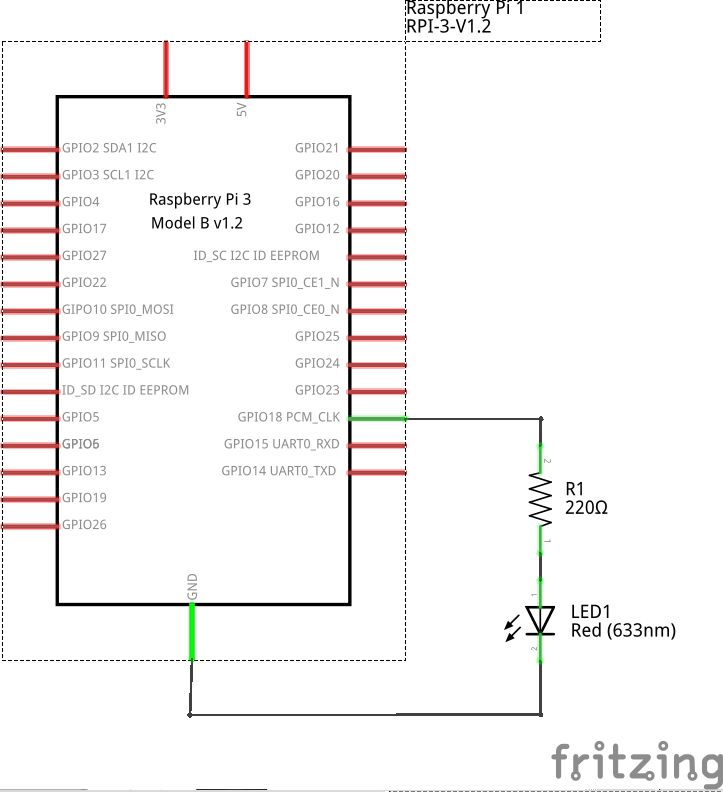 Raspberry Pi 1
RPI-3-V1.2
3V3
5V
GPIO2 SDA1 I2C
GPIO21
GPIO3 SCL1 I2C
GPIO20
GPIO4
GPIO16
Raspberry Pi 3
Model B v1.2
GPIO17
GPIO12
GPIO27
ID_SC I2C ID EEPROM
GPIO22
GPIO7 SPI0_CE1_N
GIPO10 SPI0_MOSI
GPIO8 SPI0_CE0_N
GPIO9 SPI0_MISO
GPIO25
GPIO11 SPI0_SCLK
GPIO24
ID_SD I2C ID EEPROM
GPIO23
GPIO5
GPIO18 PCM_CLK
GPIO6
GPIO15 UART0_RXD
GPIO13
GPIO14 UART0_TXD
GPIO19
GPIO26
GND
2
R1
220Ω
1
1
LED1
Red (633nm)
2
fritzing